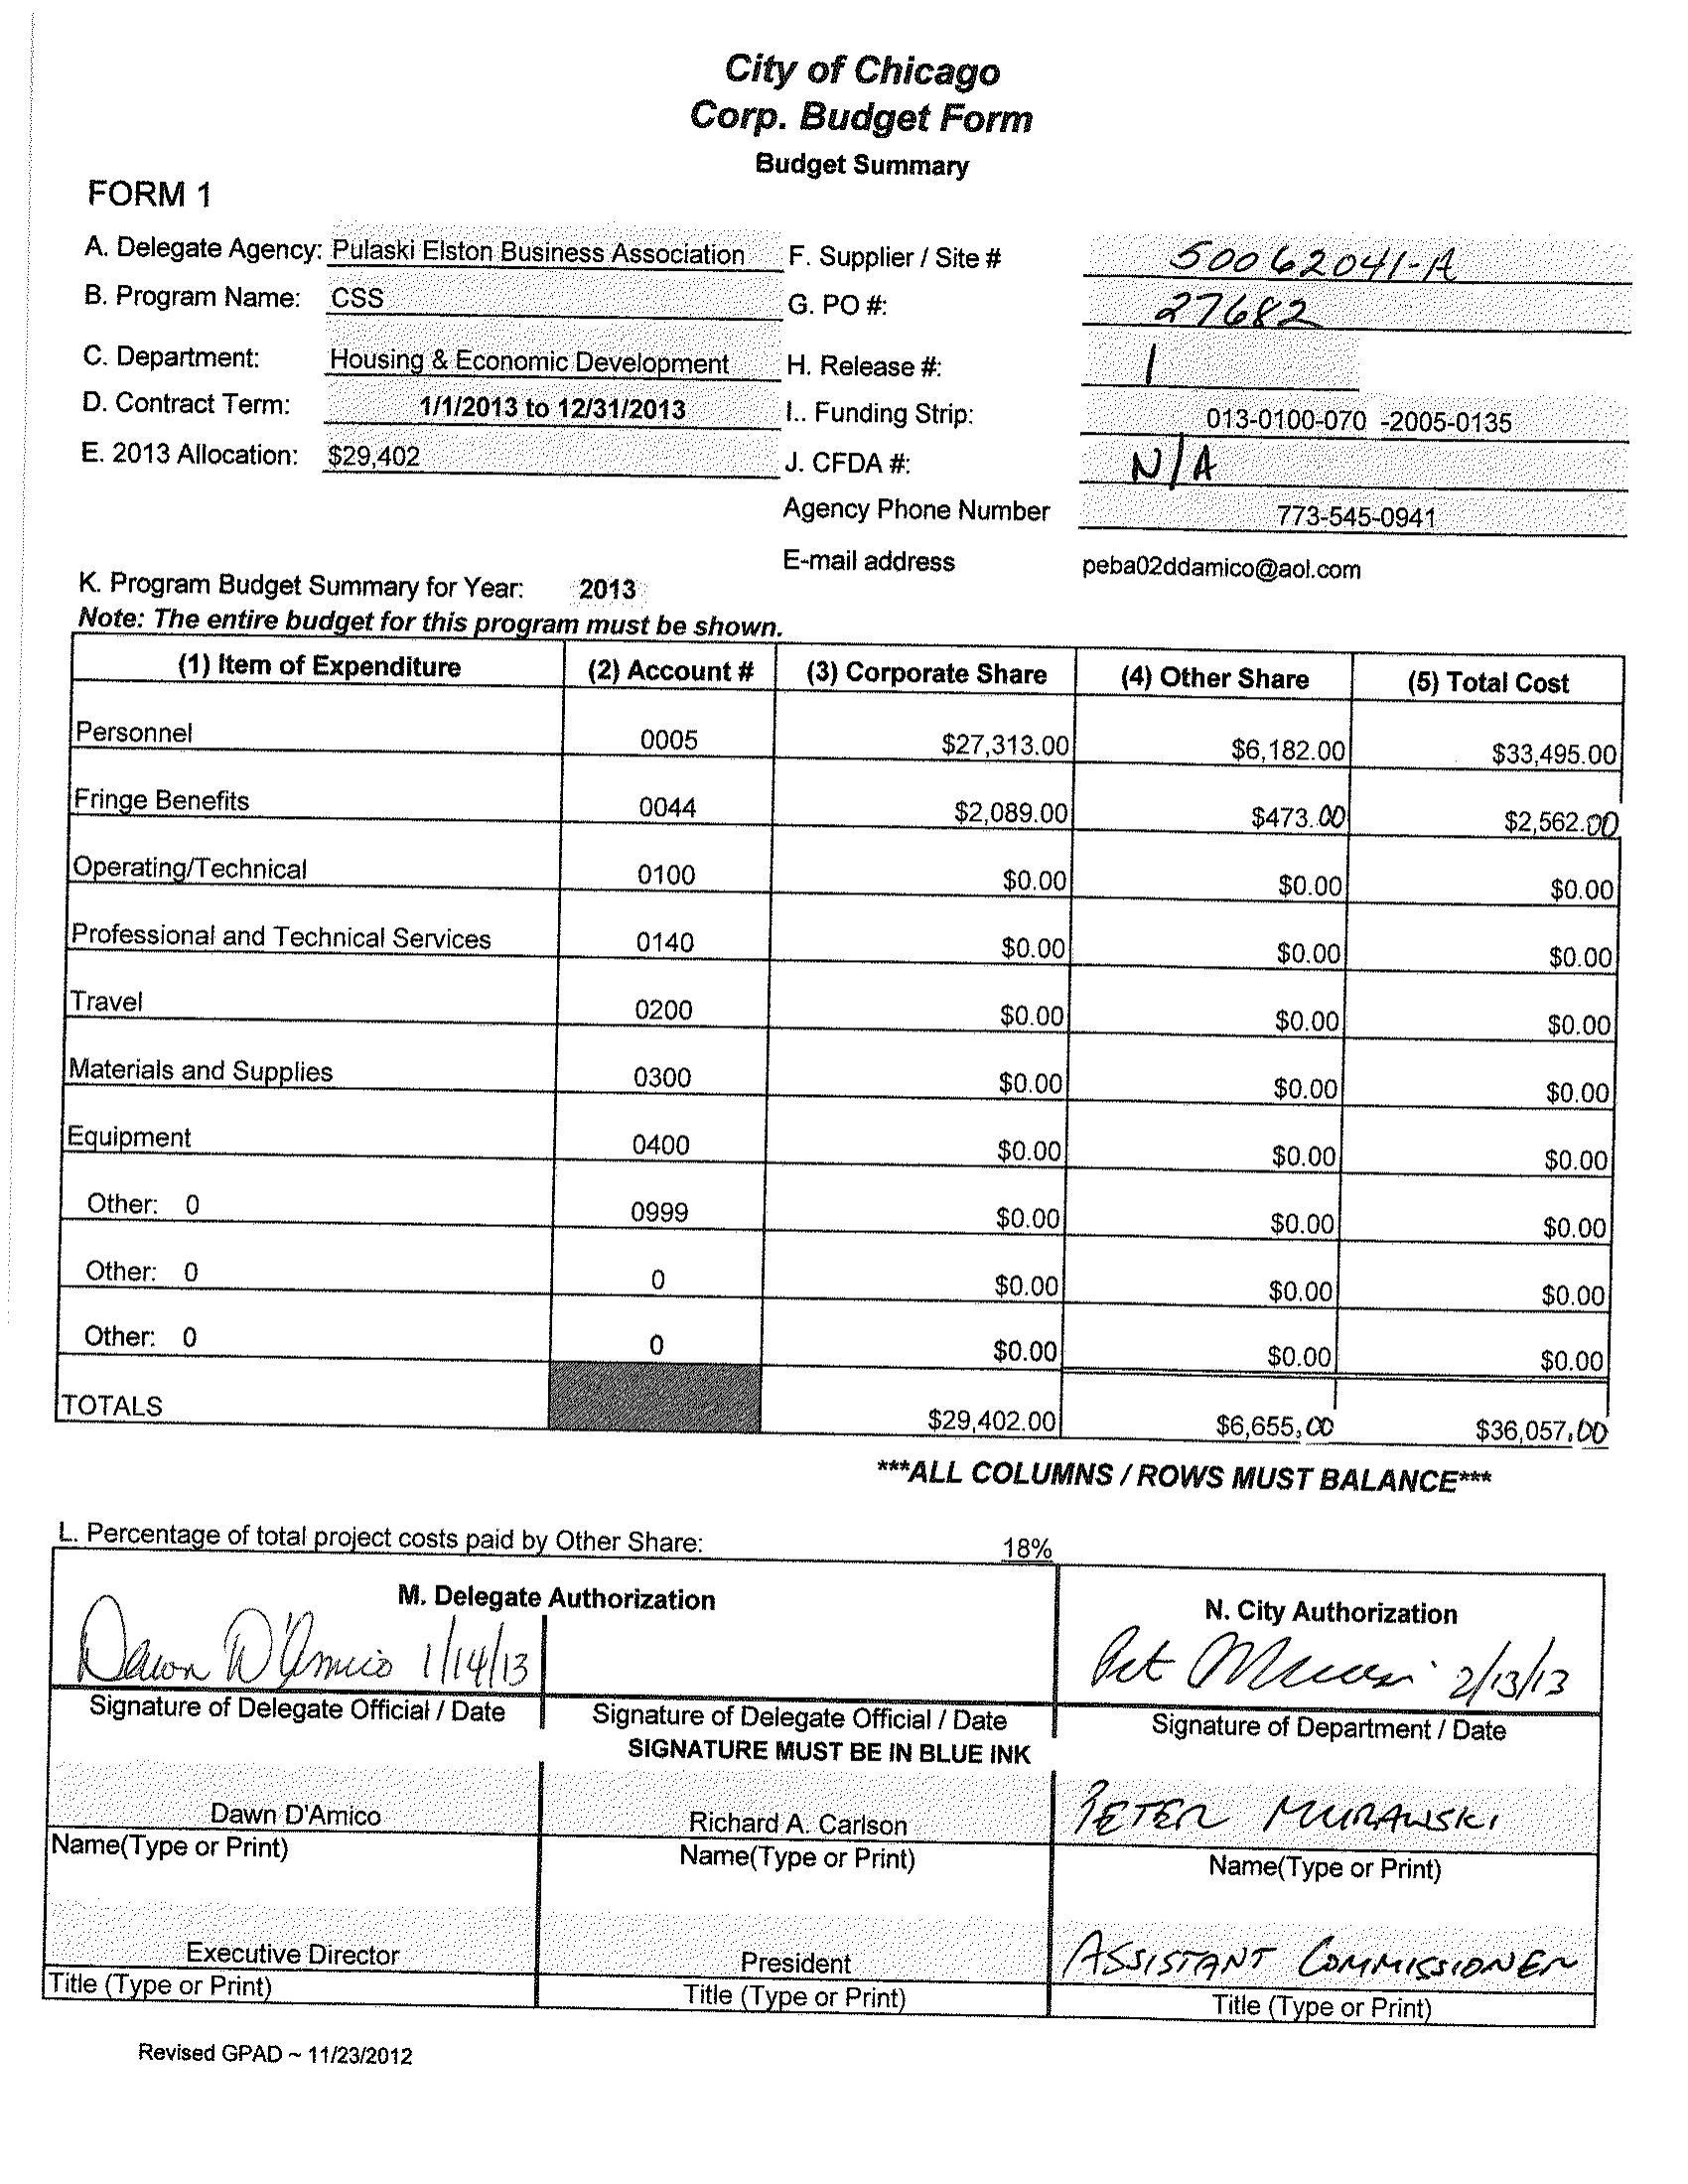 City of Chicago
Corp. Budget Form
Budget Summary
FORM 1
A. Delegate Agency: Pulaski Elston Business Association F. Supplier / Site # 50062041-A
B. Program Name: CSS G. PO #: 27682
C. Department: Housing & Economic Development H. Release #: 1
D. Contract Term: 1/1/2013 to 12/31/2013 I.. Funding Strip: 013-0100-070 -2005-0135
E. 2013 Allocation: $29,402 J. CFDA #: N/A
Agency Phone Number 773-545-0941
E-mail address peba02ddamico@aol.com
K. Program Budget Summary for Year: 2013
Note: The entire budget for this program must be shown.
(1) Item of Expenditure (2) Account # (3) Corporate Share (4) Other Share (5) Total Cost
Personnel 0005 $27,313.00 $6,182.00 $33,495.00
Fringe Benefits 0044 $2,089.00 $473.00 $2,562.00
Operating/Technical 0100 $0.00 $0.00 $0.00
Professional and Technical Services 0140 $0.00 $0.00 $0.00
Travel 0200 $0.00 $0.00 $0.00
Materials and Supplies 0300 $0.00 $0.00 $0.00
Equipment 0400 $0.00 $0.00 $0.00
Other: 0 0999 $0.00 $0.00 $0.00
Other: 0 0 $0.00 $0.00 $0.00
Other: 0 0 $0.00 $0.00 $0.00
TOTALS $29,402.00 $6,655.00 $36,057.00
***ALL COLUMNS / ROWS MUST BALANCE***
L. Percentage of total project costs paid by Other Share: 18%
M. Delegate Authorization N. City Authorization
Dawn D'Amico 1/14/13 2/13/13
Signature of Delegate Official / Date Signature of Delegate Official / Date Signature of Department / Date
SIGNATURE MUST BE IN BLUE INK
Dawn D'Amico Richard A. Carlson PETER MURAWSKI
Name(Type or Print) Name(Type or Print) Name(Type or Print)
Executive Director President ASSISTANT COMMISSIONER
Title (Type or Print) Title (Type or Print) Title (Type or Print)
Revised GPAD ~ 11/23/2012